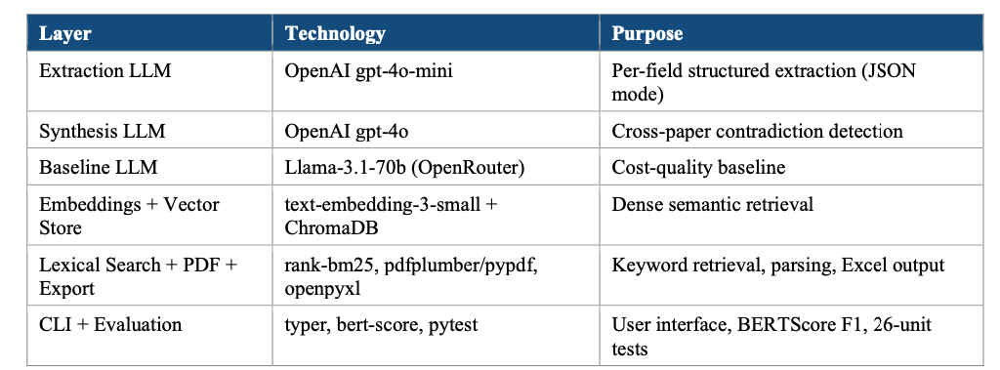 Layer Technology Purpose
Extraction LLM OpenAI gpt-4o-mini Per-field structured extraction (JSON
mode)
Synthesis LLM OpenAI gpt-4o Cross-paper contradiction detection
Baseline LLM Llama-3.1-70b (OpenRouter) Cost-quality baseline
Embeddings + Vector text-embedding-3-small + Dense semantic retrieval
Store ChromaDB
Lexical Search + PDF + rank-bm25, pdfplumber/pypdf, Keyword retrieval, parsing, Excel output
Export openpyxl
CLI + Evaluation typer, bert-score, pytest User interface, BERTScore F1, 26-unit
tests